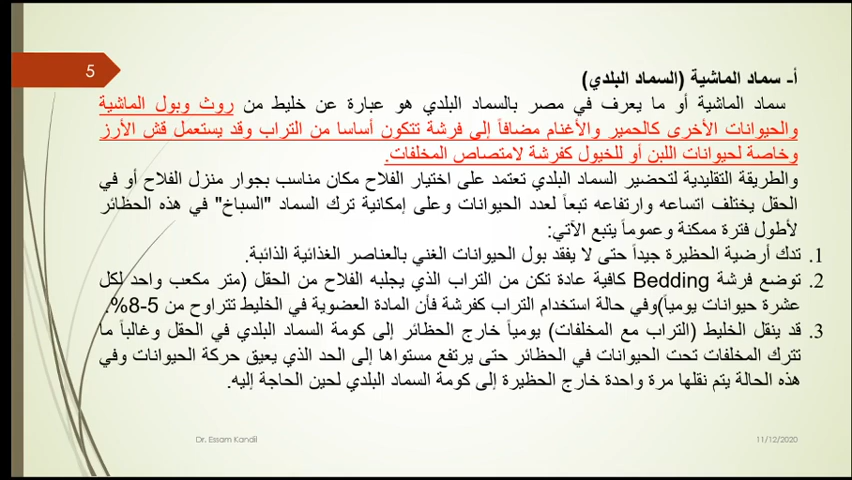 5
أ- سماد الماشية (السماد البلدي)
سماد الماشية أو ما يعرف في مصر بالسماد البلدي هو عبارة عن خليط من روث وبول الماشية
والحيوانات الأخرى كالحمير والأغنام مضافاً إلى فرشة تتكون أساسا من التراب وقد يستعمل قش الأرز
وخاصة لحيوانات اللبن أو للخيول كفرشة لامتصاص المخلفات.
والطريقة التقليدية لتحضير السماد البلدي تعتمد على اختيار الفلاح مكان مناسب بجوار منزل الفلاح أو في
الحقل يختلف اتساعه وارتفاعه تبعاً لعدد الحيوانات وعلى إمكانية ترك السماد "السباخ" في هذه الحظائر
لأطول فترة ممكنة وعموماً يتبع الآتي:
1. تدك أرضية الحظيرة جيداً حتى لا يفقد بول الحيوانات الغني بالعناصر الغذائية الذائبة.
2. توضع فرشة Bedding كافية عادة تكن من التراب الذي يجلبه الفلاح من الحقل (متر مكعب واحد لكل
عشرة حيوانات يومياً)وفي حالة استخدام التراب كفرشة فأن المادة العضوية في الخليط تتراوح من 5-8%.
3. قد ينقل الخليط (التراب مع المخلفات) يومياً خارج الحظائر إلى كومة السماد البلدي في الحقل وغالباً ما
تترك المخلفات تحت الحيوانات في الحظائر حتى يرتفع مستواها إلى الحد الذي يعيق حركة الحيوانات وفي
هذه الحالة يتم نقلها مرة واحدة خارج الحظيرة إلى كومة السماد البلدي لحين الحاجة إليه.
Dr. Essam Kandil
11/12/2020